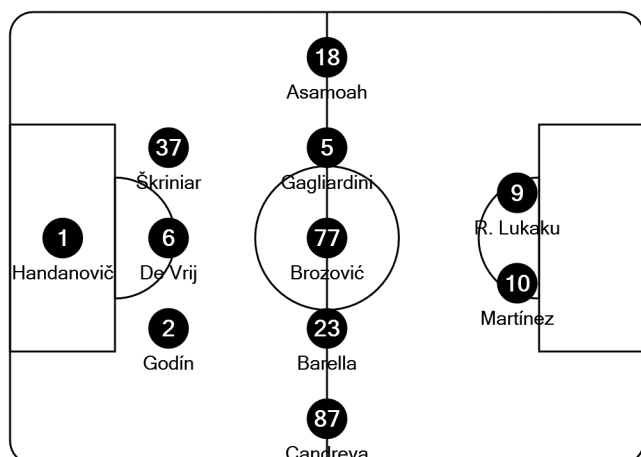 18
Asamoah
37
Škriniar
5
Gagliardini
9
R. Lukaku
1
Handanovič
6
De Vrij
77
Brozović
10
Martínez
2
Godín
23
Barella
87
Candreva